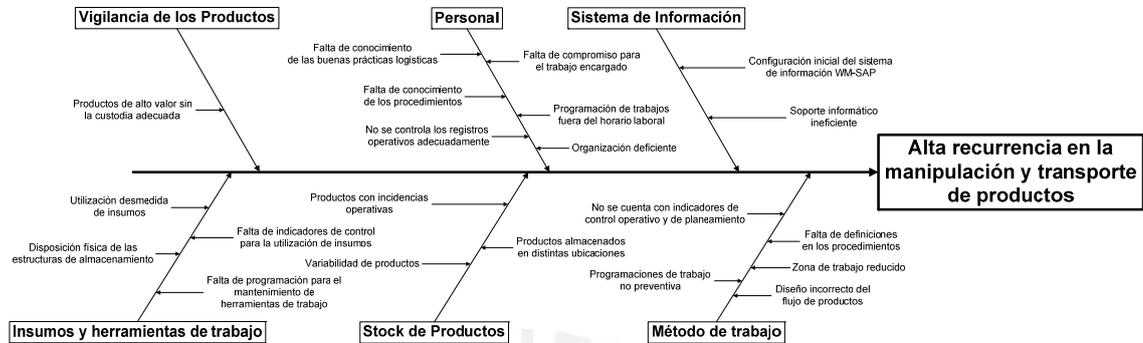 Vigilancia de los Productos
Productos de alto valor sin
la custodia adecuada
Personal
Falta de conocimiento
de las buenas prácticas logísticas
Falta de compromiso para
el trabajo encargado
Falta de conocimiento
de los procedimientos
Programación de trabajos
fuera del horario laboral
No se controla los registros
operativos adecuadamente
Organización deficiente
Sistema de Información
Configuración inicial del sistema
de información WM-SAP
Soporte informático
ineficiente
Alta recurrencia en la
manipulación y transporte
de productos
Utilización desmedida
de insumos
Falta de indicadores de control
para la utilización de insumos
Disposición física de las
estructuras de almacenamiento
Falta de programación para el
mantenimiento de
herramientas de trabajo
Insumos y herramientas de trabajo
Productos con incidencias
operativas
Productos almacenados
en distintas ubicaciones
Variabilidad de productos
Stock de Productos
No se cuenta con indicadores de
control operativo y de planeamiento
Falta de definiciones
en los procedimientos
Zona de trabajo reducido
Programaciones de trabajo
no preventiva
Diseño incorrecto del
flujo de productos
Método de trabajo